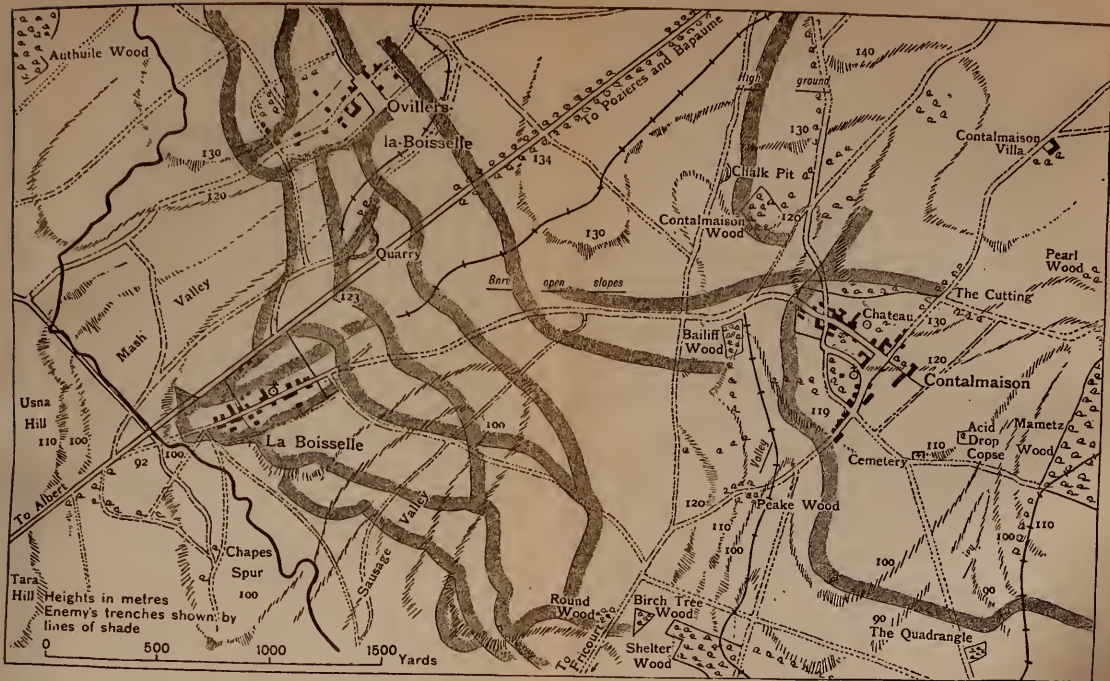 Authuile Wood
Ovillers
la Boisselle
130
120
To Pozieres and Bapaume
134
High ground
140
130
Chalk Pit
Contalmaison
Villa
Contalmaison
Wood
120
130
Quarry
Mash Valley
123
Bare open slopes
Pearl
Wood
The Cutting
Chateau
130
Bailiff
Wood
120
Contalmaison
119
Usna
Hill
110
100
La Boisselle
100
92
100
To Albert
Valley
Acid
Drop
Copse
Mametz
Wood
Cemetery
110
Peake Wood
120
110
100
110
100
100
Sausage Valley
Chapes
Spur
100
Tara
Hill
Heights in metres
Enemy's trenches shown by
lines of shade
Round
Wood
Birch Tree
Wood
Shelter
Wood
To Fricourt
90
90
The Quadrangle
0 500 1000 1500 Yards